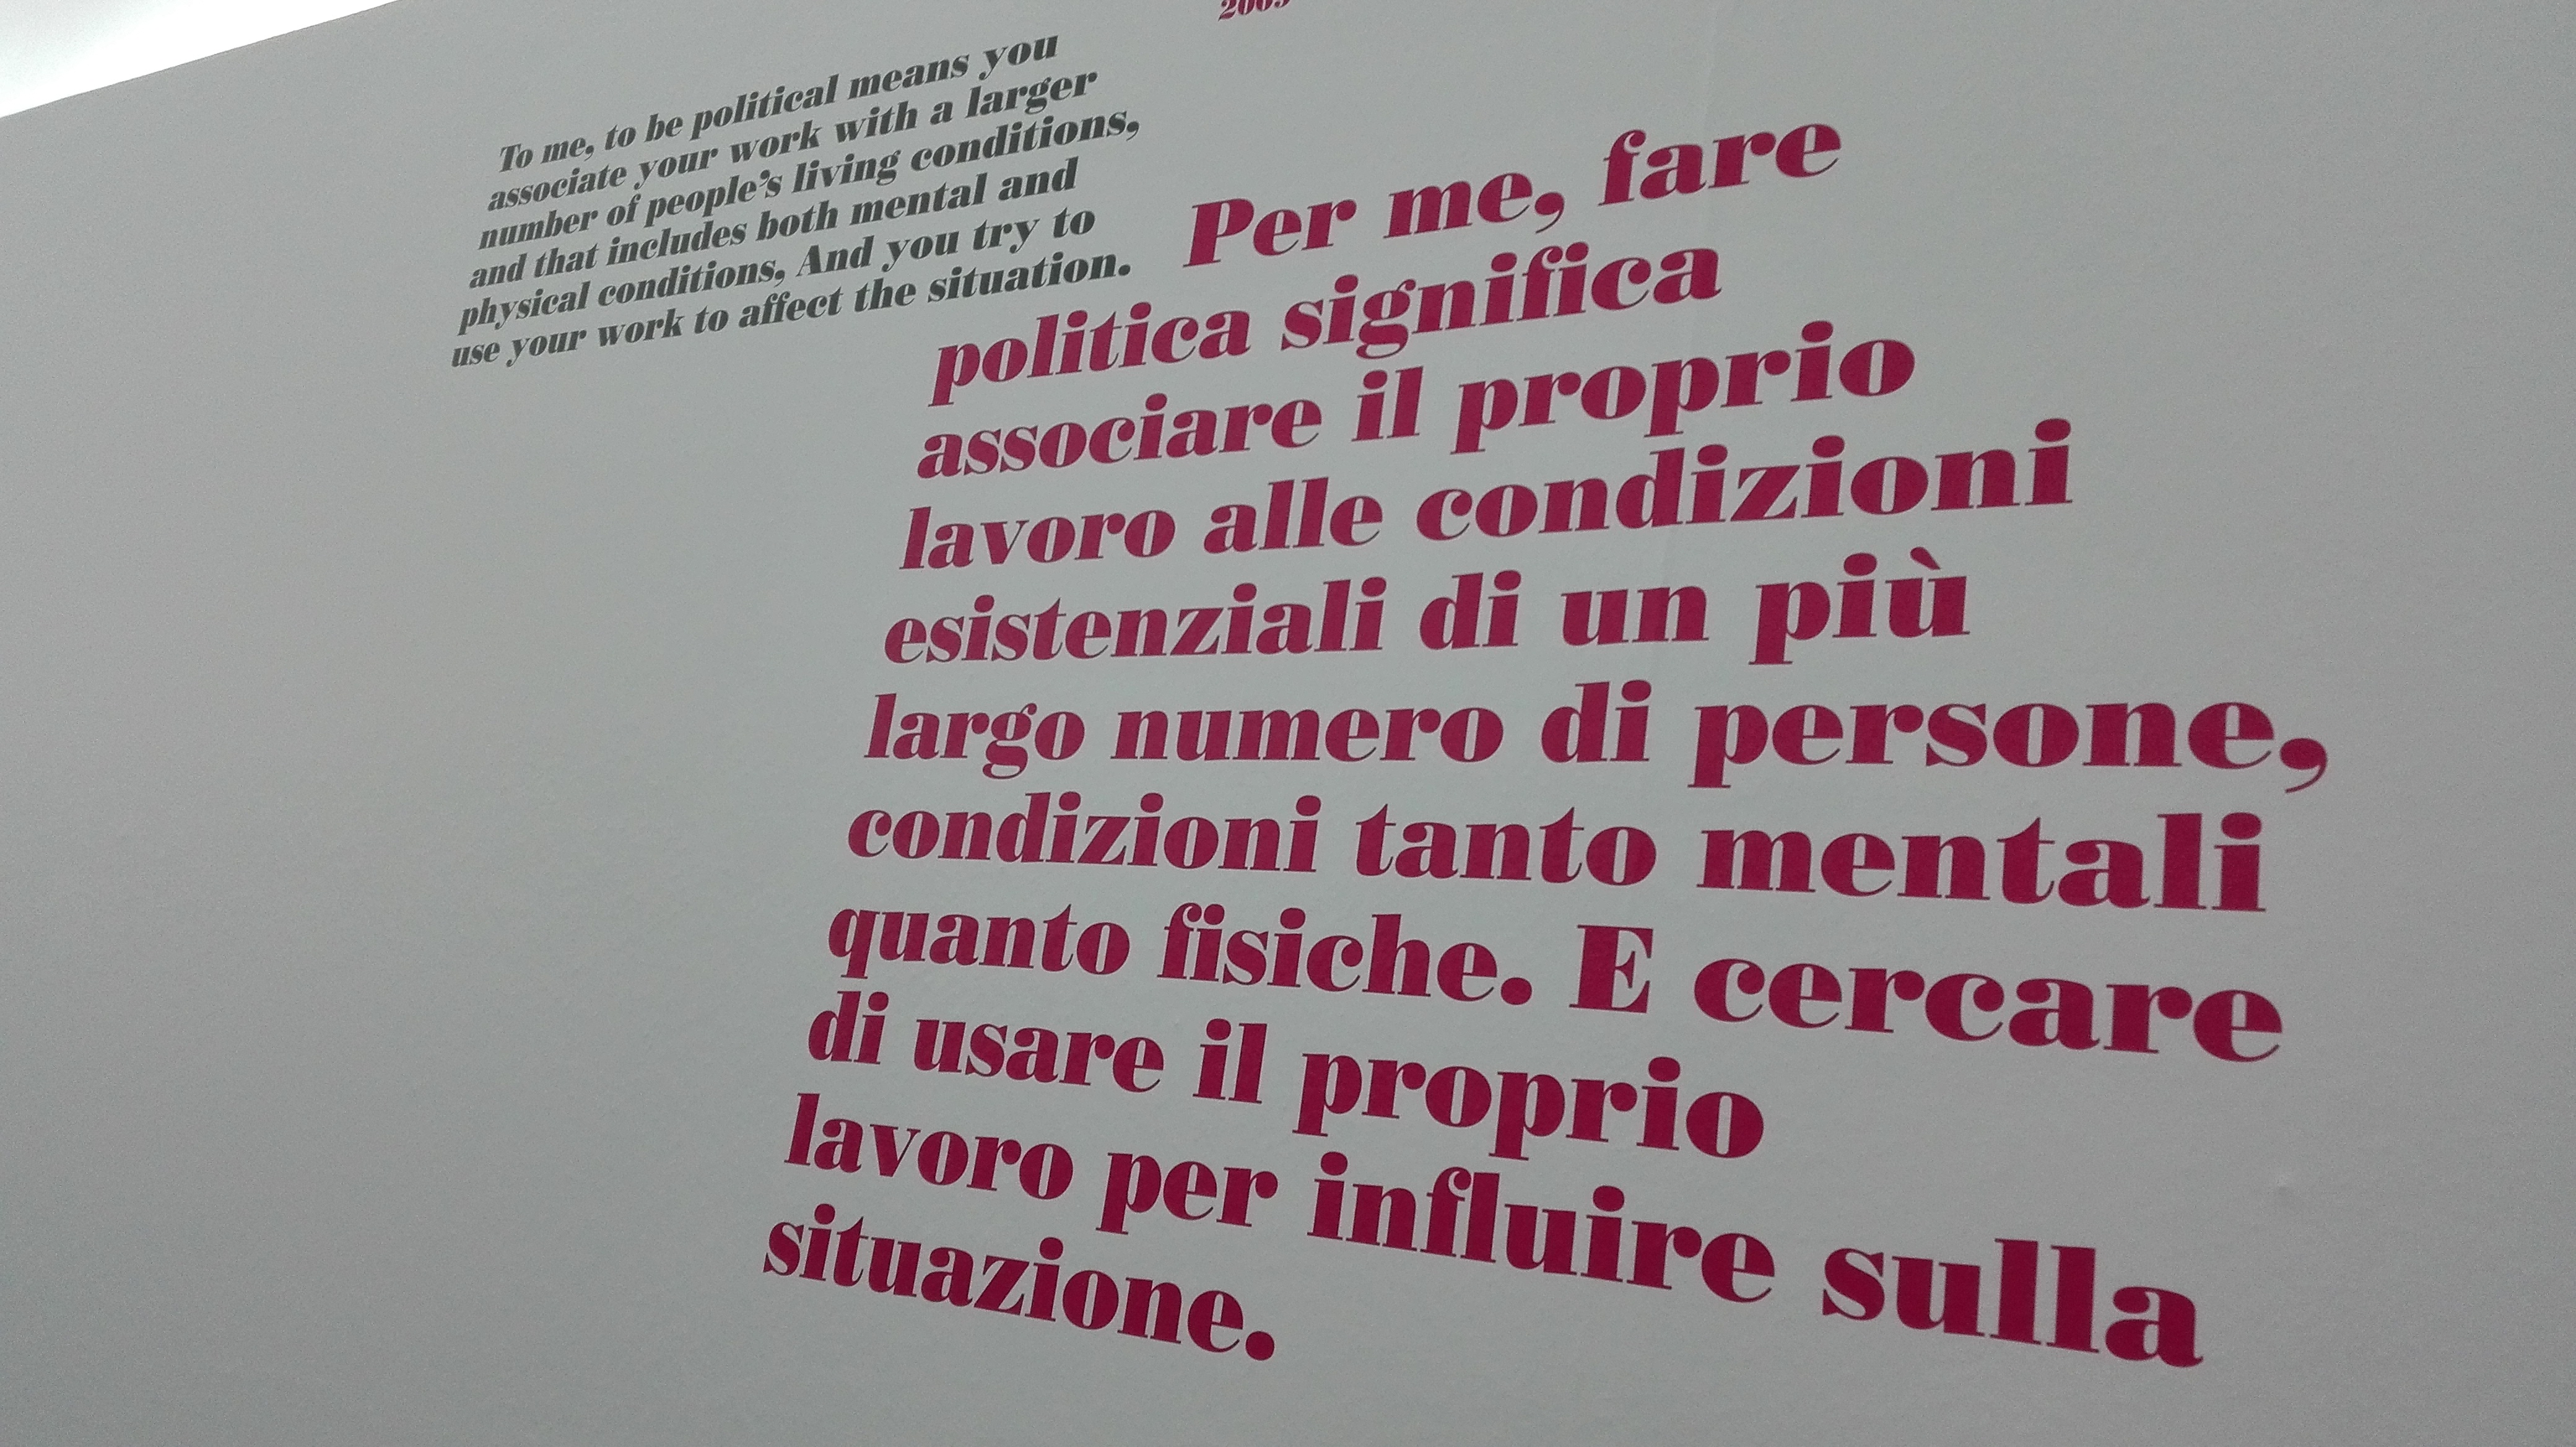 To me, to be political means you
associate your work with a larger
number of people's living conditions,
and that includes both mental and
physical conditions, And you try to
use your work to affect the situation.
Per me, fare
politica significa
associare il proprio
lavoro alle condizioni
esistenziali di un più
largo numero di persone,
condizioni tanto mentali
quanto fisiche. E cercare
di usare il proprio
lavoro per influire sulla
situazione.